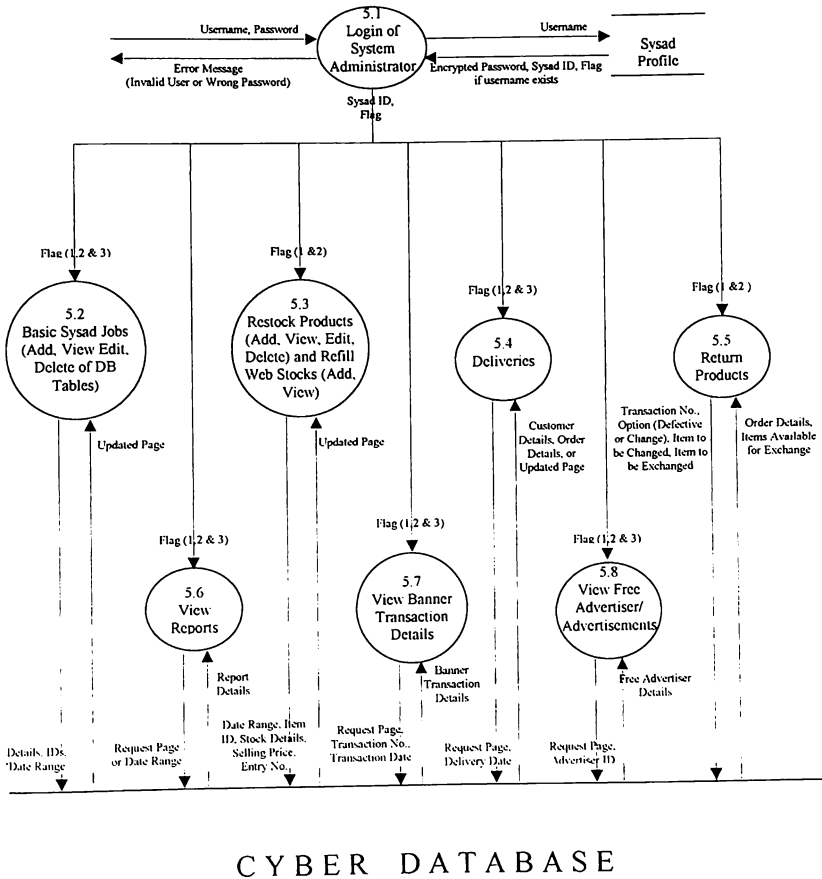 5.1
Login of
System
Administrator
Username, Password
Error Message
(Invalid User or Wrong Password)
Username
Encrypted Password, Sysad ID, Flag
if username exists
Sysad
Profile
Sysad ID,
Flag
Flag (1,2 & 3)
Flag (1 &2)
Flag (1,2 & 3)
Flag (1 &2 )
5.2
Basic Sysad Jobs
(Add, View Edit,
Delete of DB
Tables)
5.3
Restock Products
(Add, View, Edit,
Delete) and Refill
Web Stocks (Add,
View)
5.4
Deliveries
5.5
Return
Products
Updated Page
Updated Page
Customer
Details, Order
Details, or
Updated Page
Transaction No.,
Option (Defective
or Change), Item to
be Changed, Item to
be Exchanged
Order Details,
Items Available
for Exchange
Flag (1,2 & 3)
Flag (1,2 & 3)
Flag (1,2 & 3)
5.6
View
Reports
5.7
View Banner
Transaction
Details
5.8
View Free
Advertiser/
Advertisements
Report
Details
Banner
Transaction
Details
Free Advertiser
Details
Details, IDs,
Date Range
Request Page
or Date Range
Date Range, Item
ID, Stock Details,
Selling Price,
Entry No.,
Request Page,
Transaction No.,
Transaction Date
Request Page,
Delivery Date
Request Page,
Advertiser ID
CYBER DATABASE